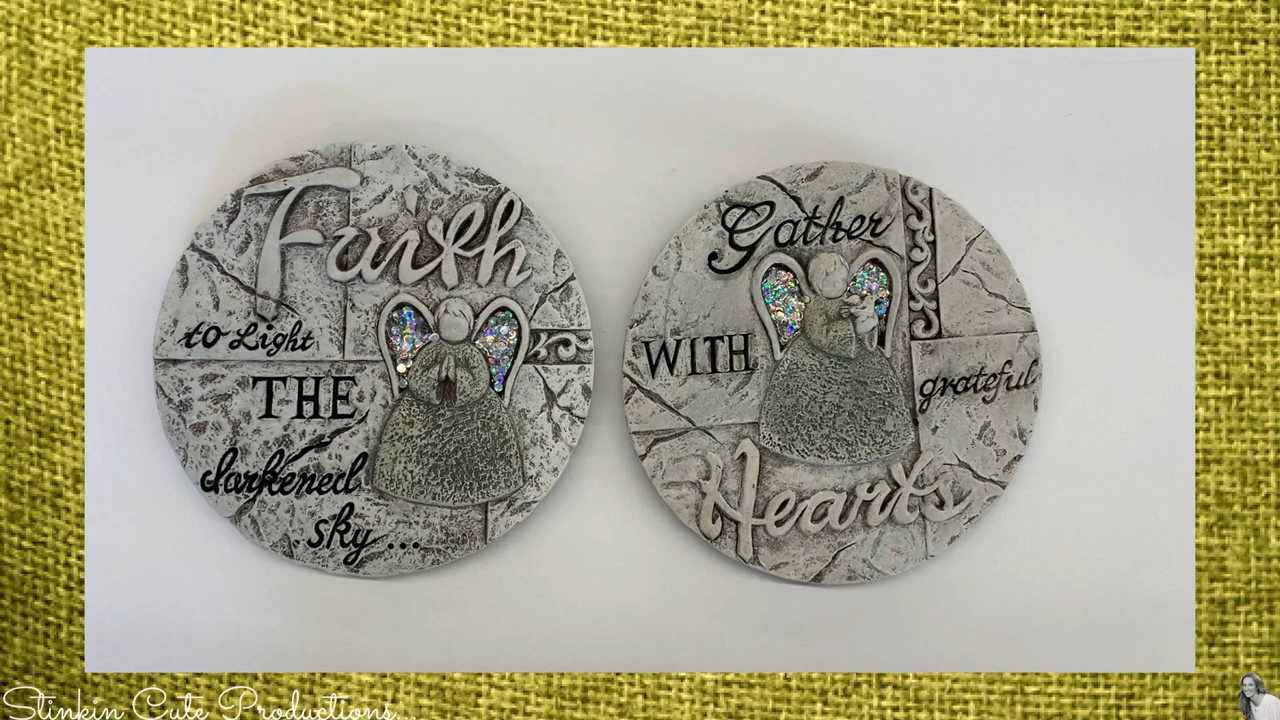 Faith
to Light
THE
darkened
sky...
Gather
WITH
grateful
Hearts
Stinkin Cute Productions...